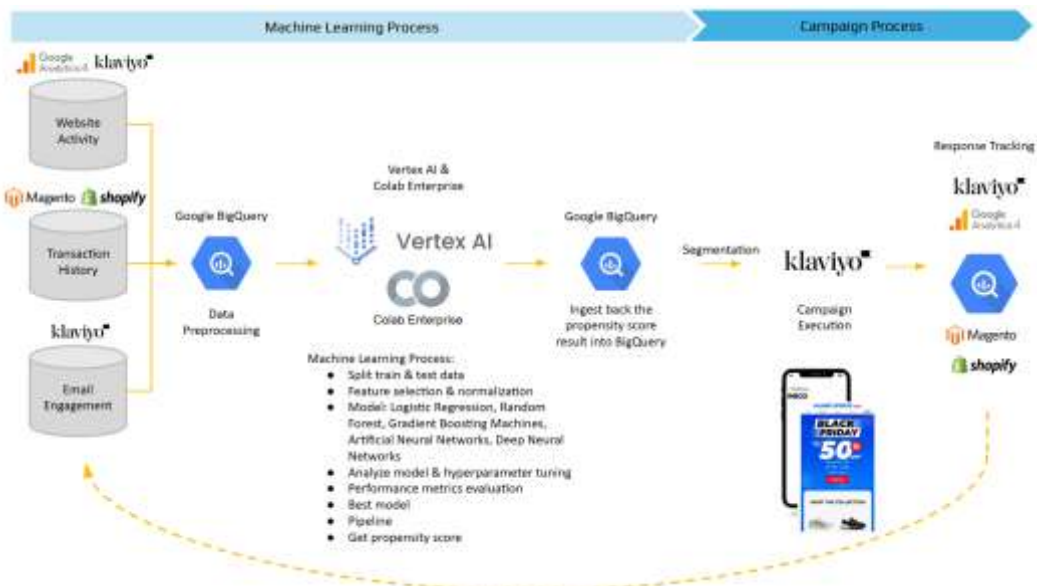 Machine Learning Process
Campaign Process
Google
Analytics 4
klaviyo
Website
Activity
Magento
shopify
Transaction
History
klaviyo
Email
Engagement
Google BigQuery
Data
Preprocessing
Vertex AI &
Colab Enterprise
Vertex AI
Colab Enterprise
Machine Learning Process:
● Split train & test data
● Feature selection & normalization
● Model: Logistic Regression, Random
Forest, Gradient Boosting Machines,
Artificial Neural Networks, Deep Neural
Networks
● Analyze model & hyperparameter tuning
● Performance metrics evaluation
● Best model
● Pipeline
● Get propensity score
Google BigQuery
Ingest back the
propensity score
result into BigQuery
Segmentation
klaviyo
Campaign
Execution
BLACK
FRIDAY
50
Response Tracking
klaviyo
Google
Analytics 4
Magento
shopify